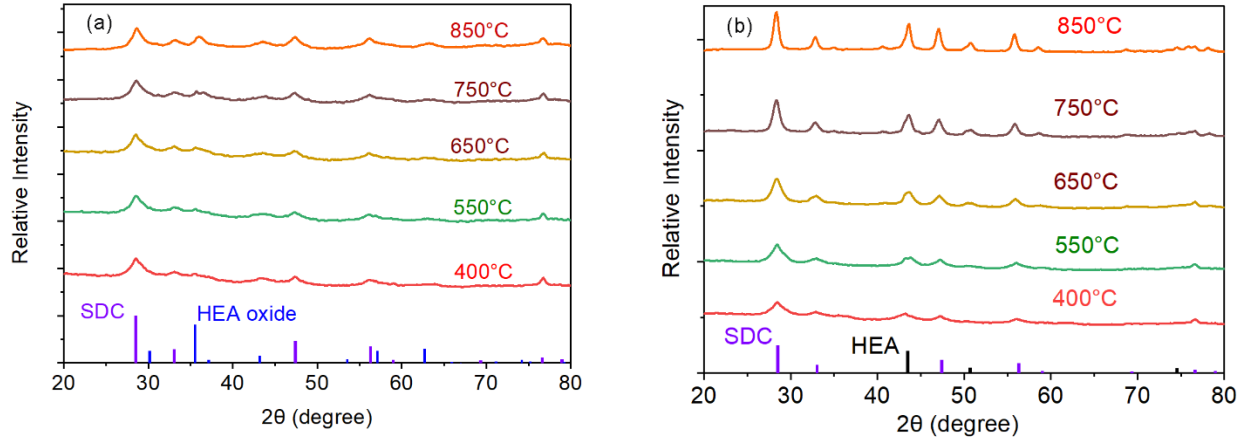 (a)
850°C
750°C
650°C
550°C
400°C
SDC
HEA oxide
Relative Intensity
20 30 40 50 60 70 80
2θ (degree)
(b)
850°C
750°C
650°C
550°C
400°C
SDC
HEA
Relative Intensity
20 30 40 50 60 70 80
2θ (degree)